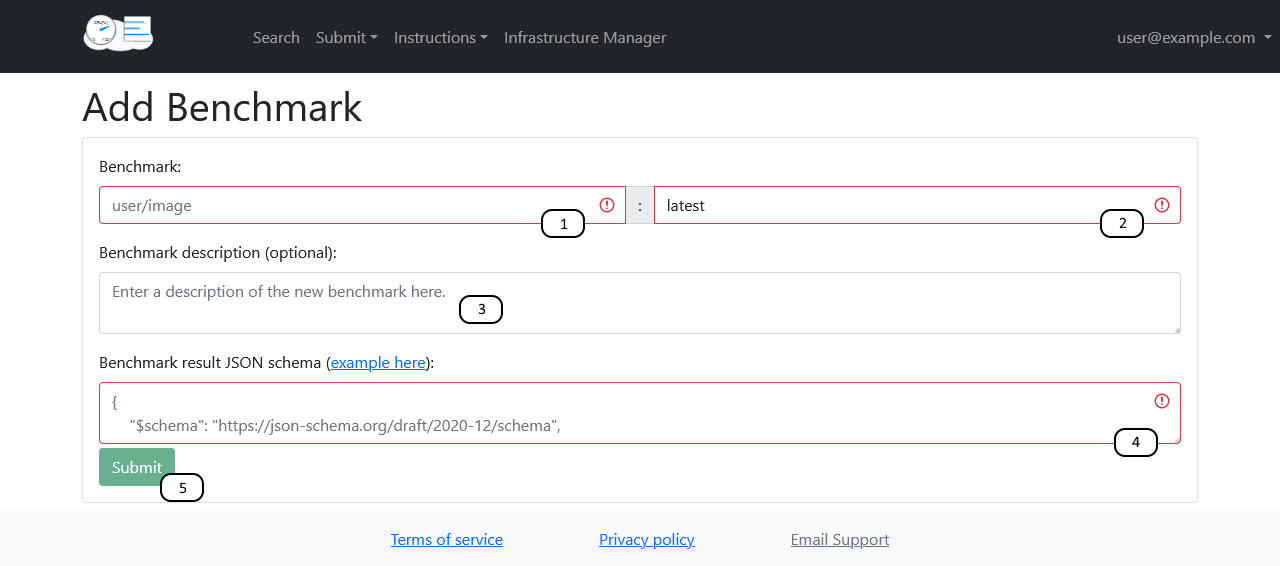 Search Submit Instructions Infrastructure Manager user@example.com
Add Benchmark
Benchmark:
user/image : latest
1 2
Benchmark description (optional):
Enter a description of the new benchmark here.
3
Benchmark result JSON schema (example here):
{
"$schema": "https://json-schema.org/draft/2020-12/schema",
4
Submit
5
Terms of service Privacy policy Email Support